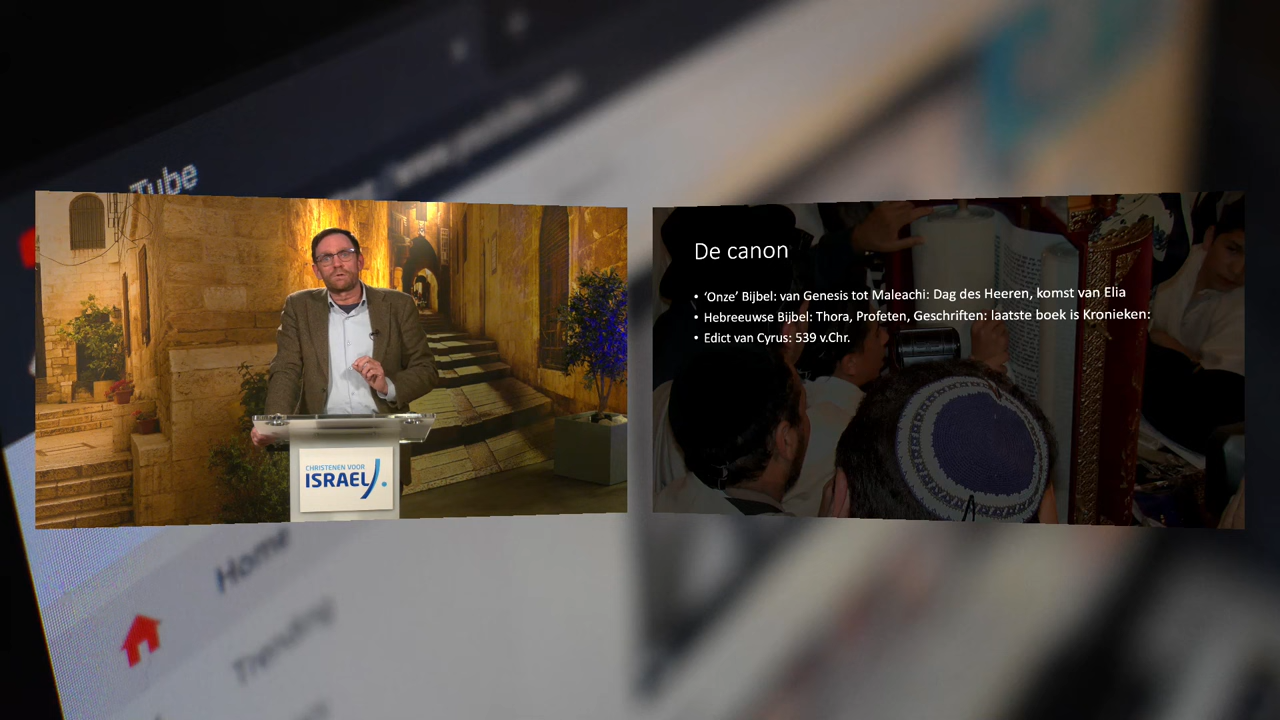 Tube
De canon
• ‘Onze’ Bijbel: van Genesis tot Maleachi: Dag des Heeren, komst van Elia
• Hebreeuwse Bijbel: Thora, Profeten, Geschriften: laatste boek is Kronieken:
• Edict van Cyrus: 539 v.Chr.
CHRISTENEN VOOR
ISRAEL
Home
Trending